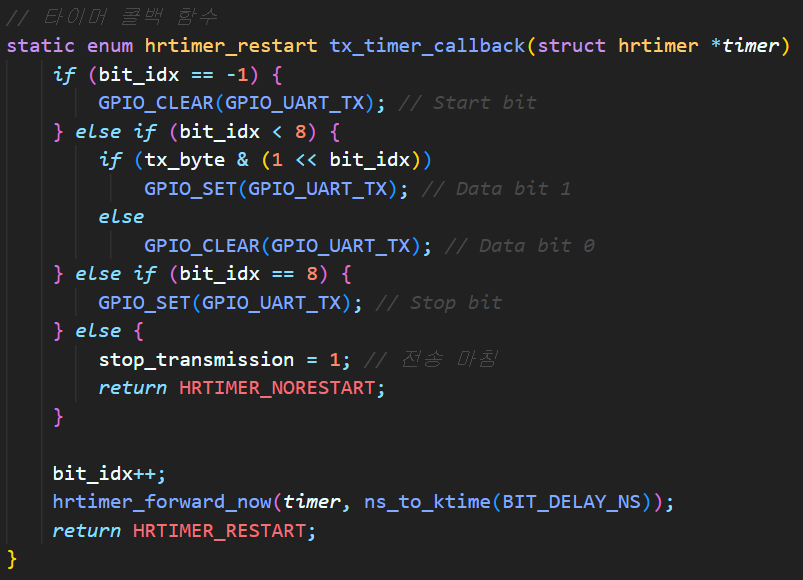 // 타이머 콜백 함수
static enum hrtimer_restart tx_timer_callback(struct hrtimer *timer)
    if (bit_idx == -1) {
        GPIO_CLEAR(GPIO_UART_TX); // Start bit
    } else if (bit_idx < 8) {
        if (tx_byte & (1 << bit_idx))
            GPIO_SET(GPIO_UART_TX); // Data bit 1
        else
            GPIO_CLEAR(GPIO_UART_TX); // Data bit 0
    } else if (bit_idx == 8) {
        GPIO_SET(GPIO_UART_TX); // Stop bit
    } else {
        stop_transmission = 1; // 전송 마침
        return HRTIMER_NORESTART;
    }

    bit_idx++;
    hrtimer_forward_now(timer, ns_to_ktime(BIT_DELAY_NS));
    return HRTIMER_RESTART;
}